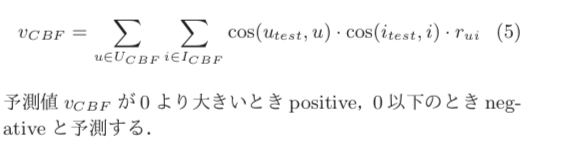 v_{CBF} = \sum_{u \in U_{CBF}} \sum_{i \in I_{CBF}} \cos(u_{test}, u) \cdot \cos(i_{test}, i) \cdot r_{ui} (5)
予測値 v_{CBF} が 0 より大きいとき positive，0 以下のとき neg-
ative と予測する．